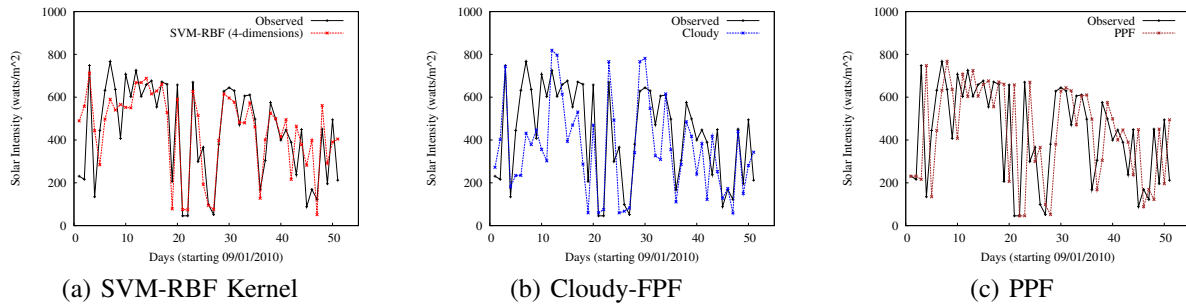 Observed
SVM-RBF (4-dimensions)
Solar Intensity (watts/m^2)
1000
800
600
400
200
0
0
10
20
30
40
50
Days (starting 09/01/2010)
(a) SVM-RBF Kernel
Observed
Cloudy
Solar Intensity (watts/m^2)
1000
800
600
400
200
0
0
10
20
30
40
50
Days (starting 09/01/2010)
(b) Cloudy-FPF
Observed
PPF
Solar Intensity (watts/m^2)
1000
800
600
400
200
0
0
10
20
30
40
50
Days (starting 09/01/2010)
(c) PPF